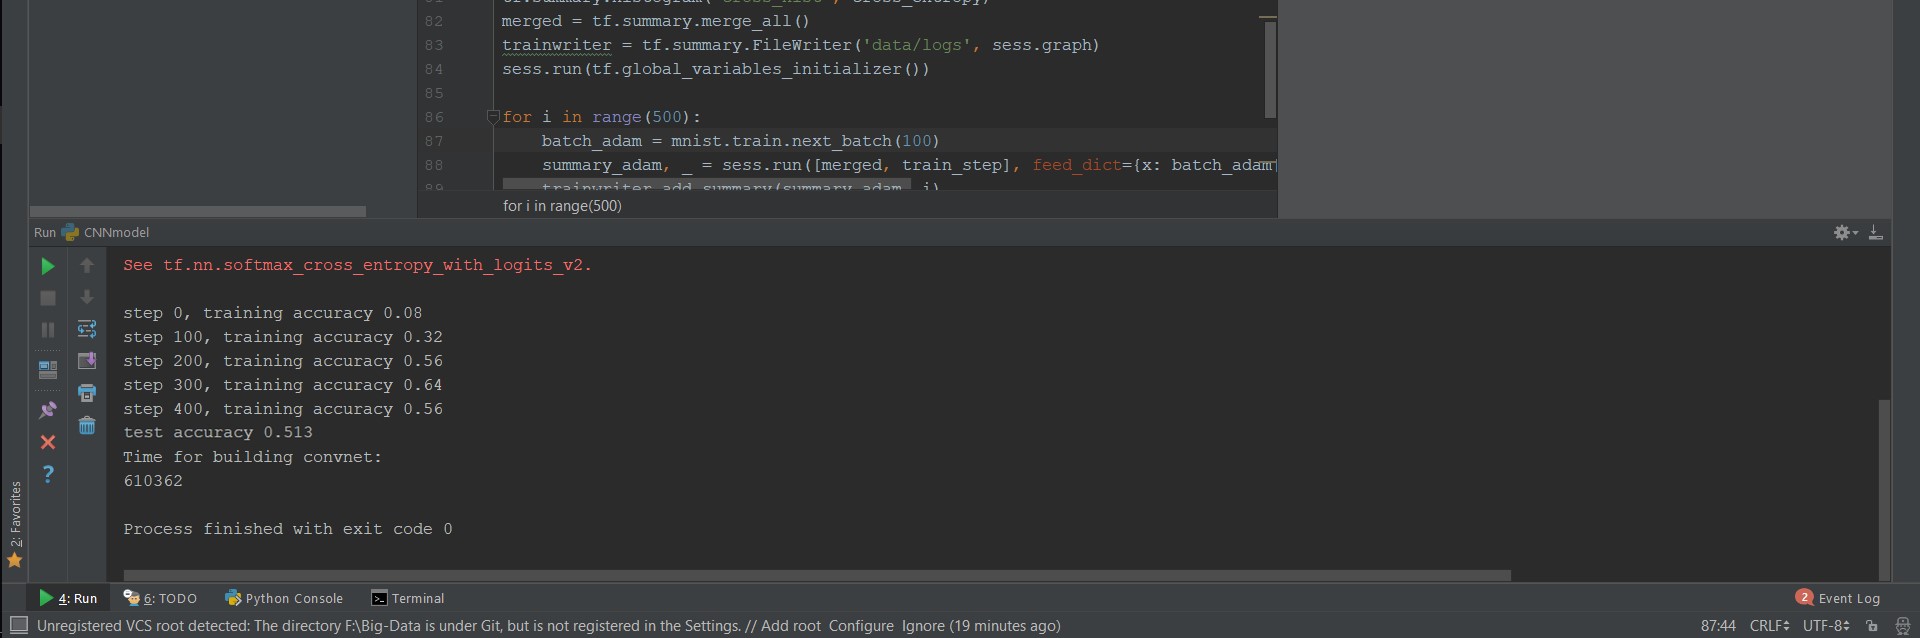 82 merged = tf.summary.merge_all()
83 trainwriter = tf.summary.FileWriter('data/logs', sess.graph)
84 sess.run(tf.global_variables_initializer())
85
86 for i in range(500):
87 batch_adam = mnist.train.next_batch(100)
88 summary_adam, _ = sess.run([merged, train_step], feed_dict={x: batch_adam[
89 trainwriter.add_summary(summary_adam, i)
for i in range(500)
Run CNNmodel
See tf.nn.softmax_cross_entropy_with_logits_v2.
step 0, training accuracy 0.08
step 100, training accuracy 0.32
step 200, training accuracy 0.56
step 300, training accuracy 0.64
step 400, training accuracy 0.56
test accuracy 0.513
Time for building convnet:
610362
Process finished with exit code 0
2: Favorites
4: Run 6: TODO Python Console Terminal 2 Event Log
Unregistered VCS root detected: The directory F:\Big-Data is under Git, but is not registered in the Settings. // Add root Configure Ignore (19 minutes ago) 87:44 CRLF UTF-8